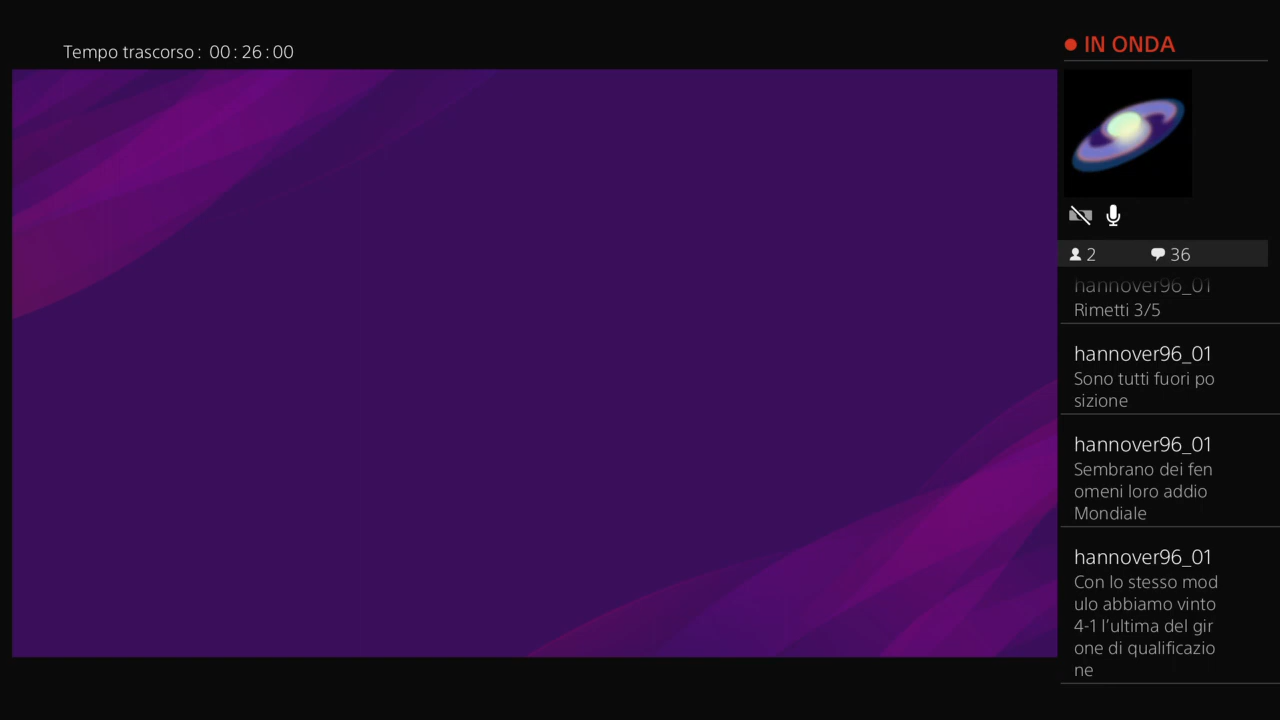 Tempo trascorso: 00:26:00
IN ONDA
2 36
hannover96_01
Rimetti 3/5
hannover96_01
Sono tutti fuori po
sizione
hannover96_01
Sembrano dei fen
omeni loro addio
Mondiale
hannover96_01
Con lo stesso mod
ulo abbiamo vinto
4-1 l'ultima del gir
one di qualificazio
ne